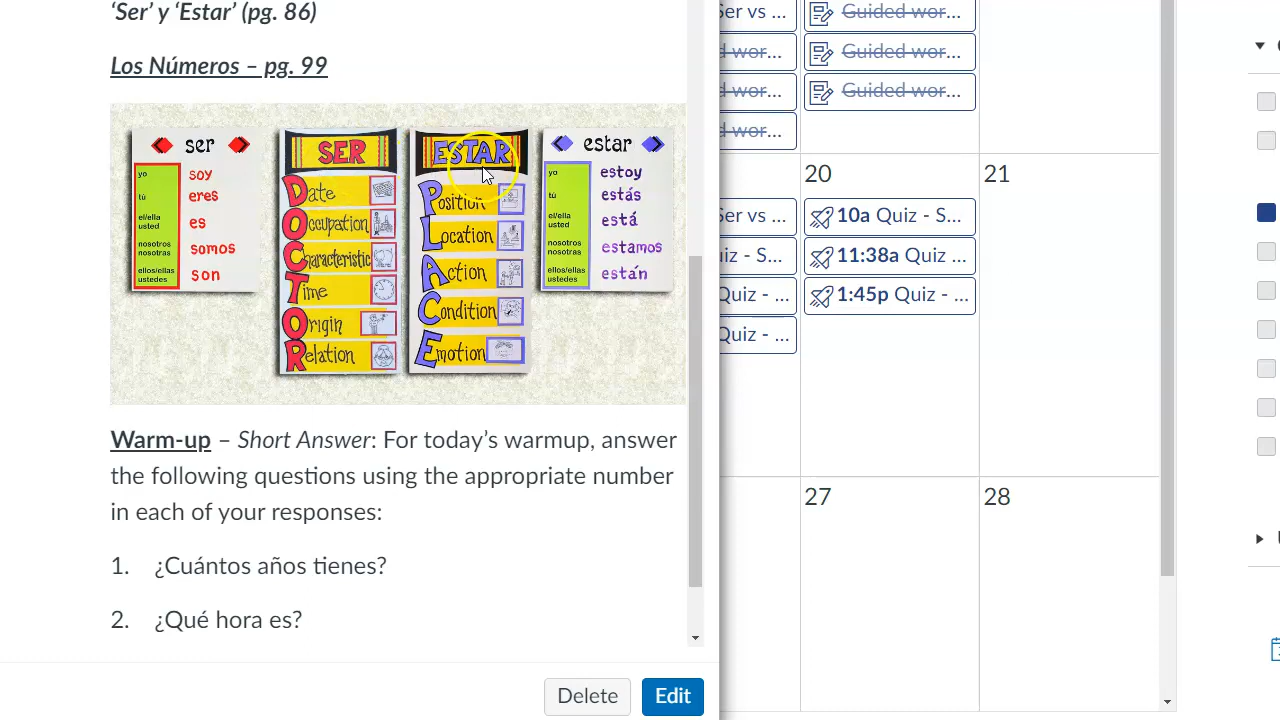 ‘Ser’ y ‘Estar’ (pg. 86)
Los Números – pg. 99
ser
yo soy
tú eres
el/ella usted es
nosotros nosotras somos
ellos/ellas ustedes son
SER
Date
Occupation
Characteristic
Time
Origin
Relation
ESTAR
Position
Location
Action
Condition
Emotion
estar
yo estoy
tú estás
el/ella usted está
nosotros nosotras estamos
ellos/ellas ustedes están
Warm-up – Short Answer: For today’s warmup, answer
the following questions using the appropriate number
in each of your responses:
1. ¿Cuántos años tienes?
2. ¿Qué hora es?
Delete
Edit
Ser vs ...
d wor...
d wor...
d wor...
Guided wor...
Guided wor...
Guided wor...
20
21
Ser vs ...
iz - S...
Quiz - ...
Quiz - ...
10a Quiz - S...
11:38a Quiz ...
1:45p Quiz - ...
27
28